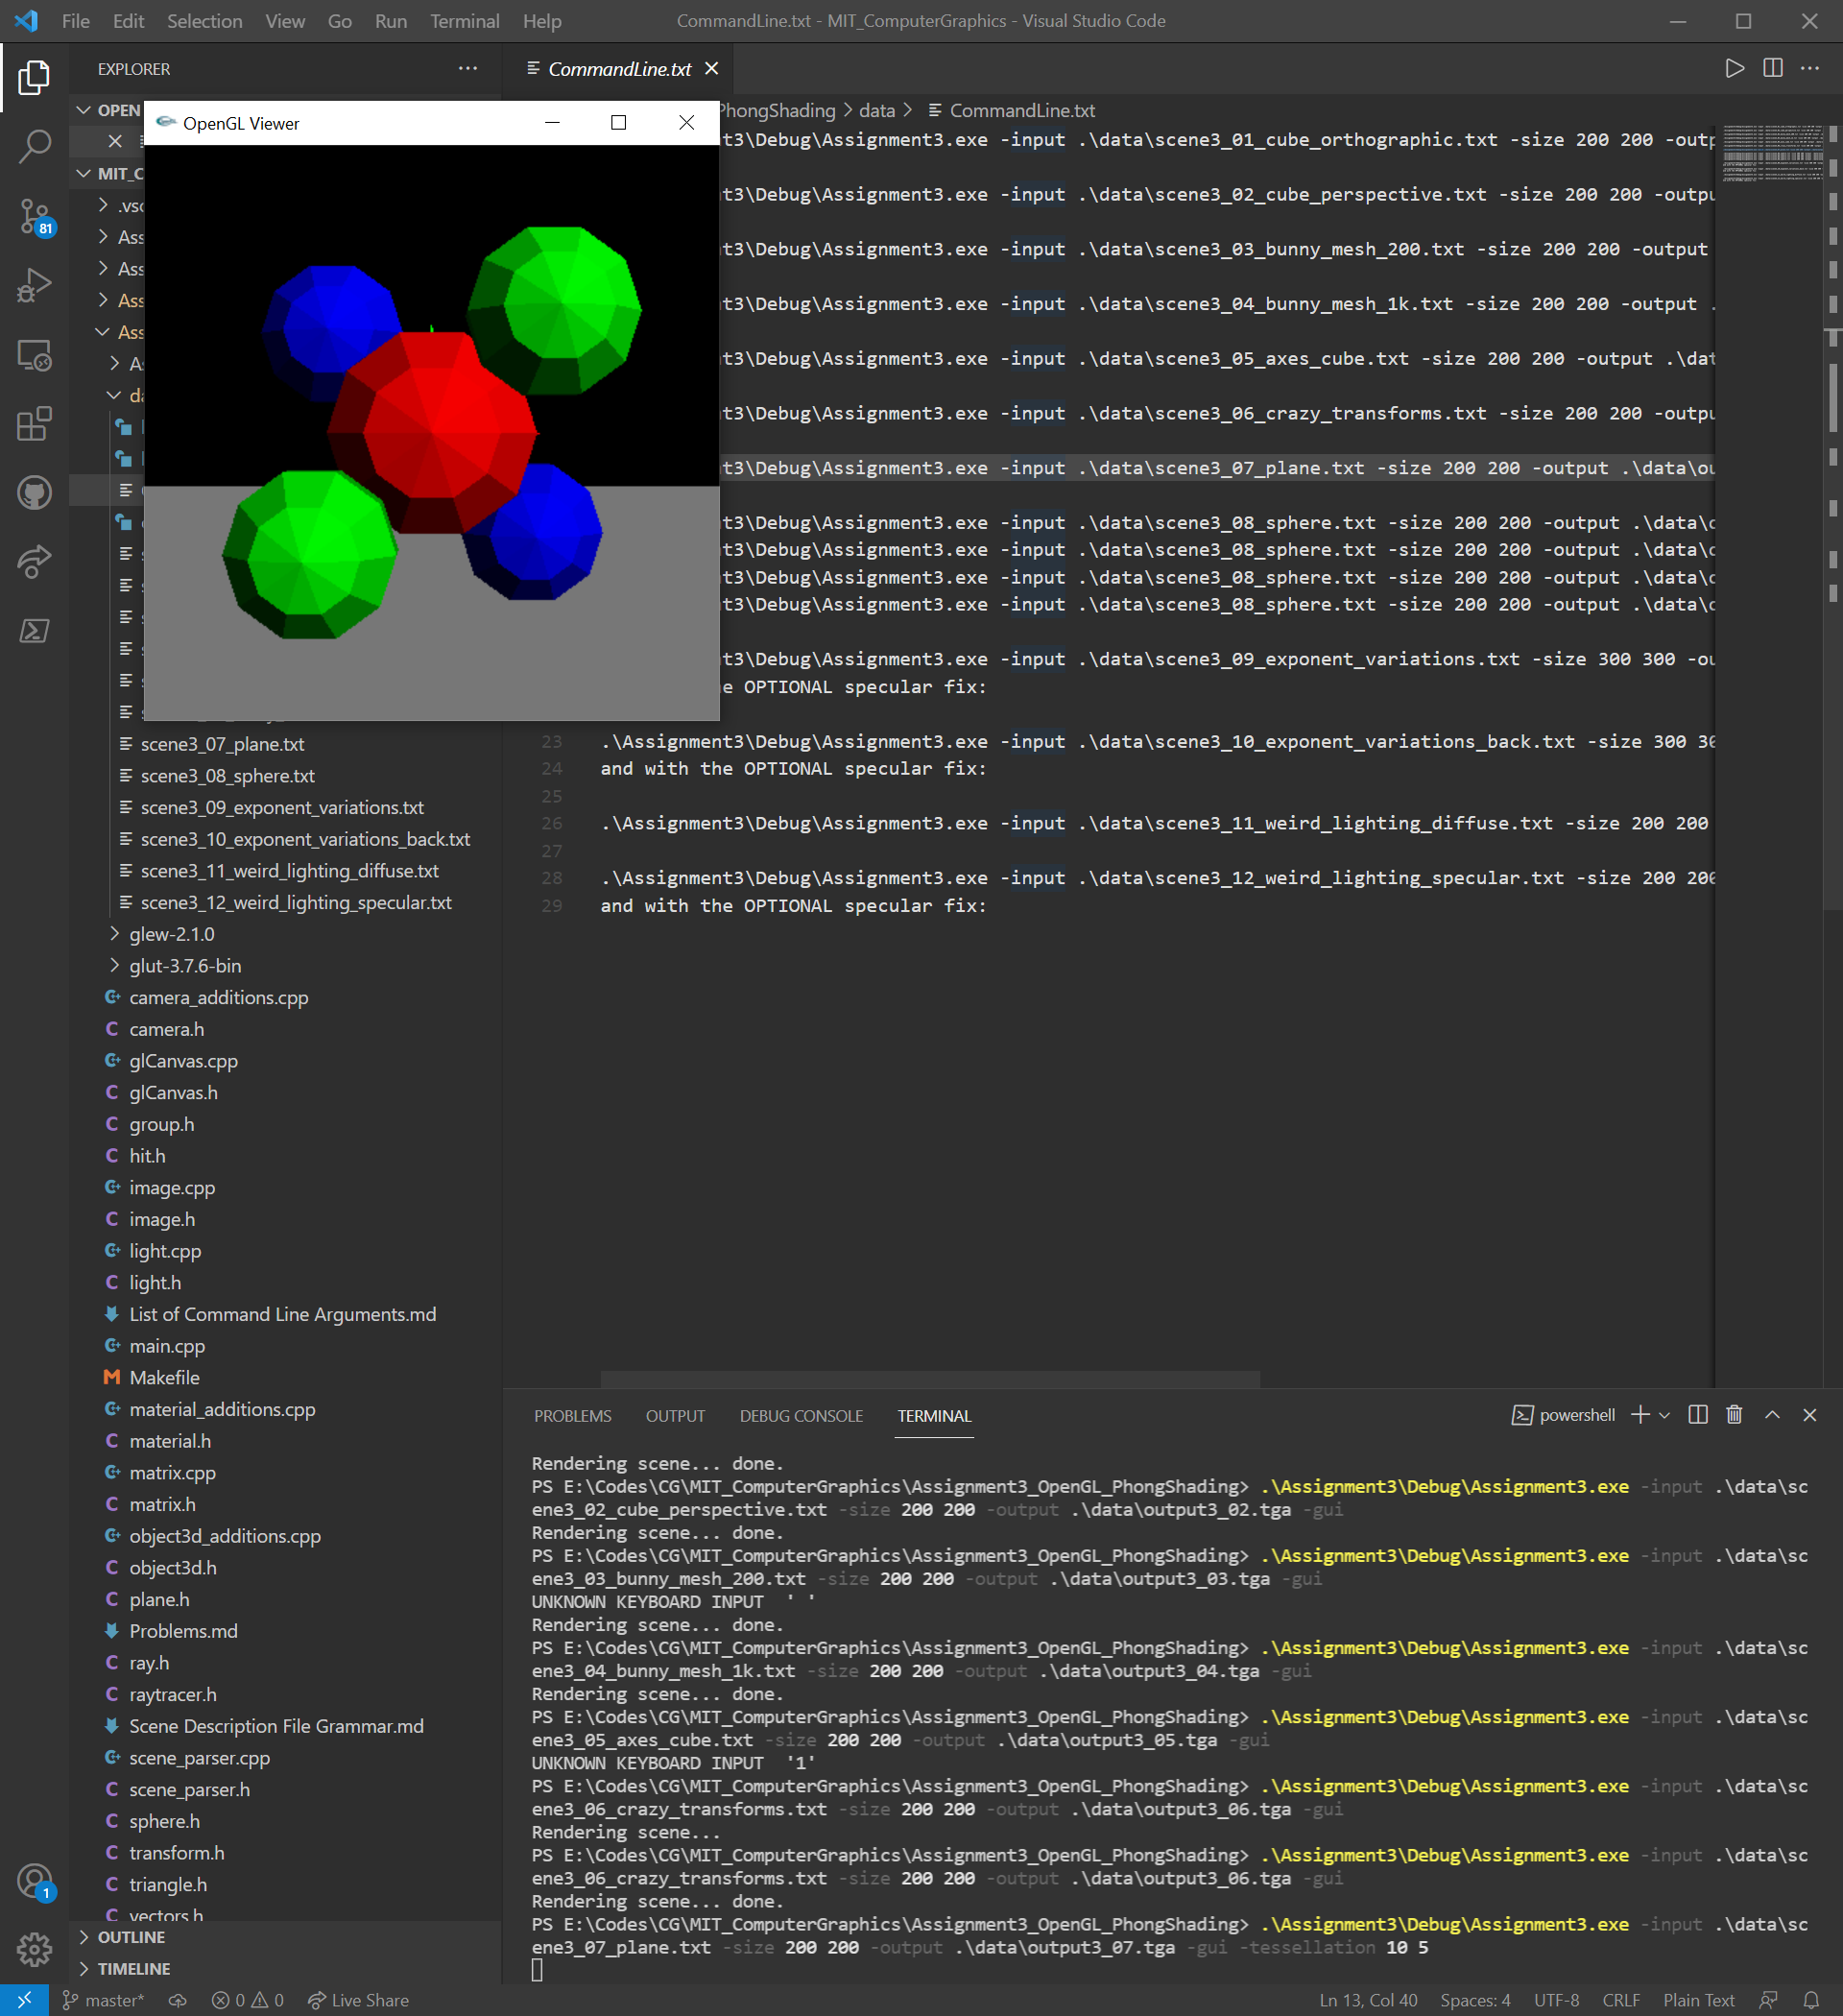 File Edit Selection View Go Run Terminal Help
CommandLine.txt - MIT_ComputerGraphics - Visual Studio Code
EXPLORER
CommandLine.txt
OPEN
PhongShading > data > CommandLine.txt
OpenGL Viewer
MIT_C
.vsc
Ass
Ass
Ass
Ass
A
da
scene3_07_plane.txt
scene3_08_sphere.txt
scene3_09_exponent_variations.txt
scene3_10_exponent_variations_back.txt
scene3_11_weird_lighting_diffuse.txt
scene3_12_weird_lighting_specular.txt
glew-2.1.0
glut-3.7.6-bin
camera_additions.cpp
camera.h
glCanvas.cpp
glCanvas.h
group.h
hit.h
image.cpp
image.h
light.cpp
light.h
List of Command Line Arguments.md
main.cpp
Makefile
material_additions.cpp
material.h
matrix.cpp
matrix.h
object3d_additions.cpp
object3d.h
plane.h
Problems.md
ray.h
raytracer.h
Scene Description File Grammar.md
scene_parser.cpp
scene_parser.h
sphere.h
transform.h
triangle.h
vectors.h
OUTLINE
TIMELINE
81
1
t3\Debug\Assignment3.exe -input .\data\scene3_01_cube_orthographic.txt -size 200 200 -outp
t3\Debug\Assignment3.exe -input .\data\scene3_02_cube_perspective.txt -size 200 200 -outpu
t3\Debug\Assignment3.exe -input .\data\scene3_03_bunny_mesh_200.txt -size 200 200 -output
t3\Debug\Assignment3.exe -input .\data\scene3_04_bunny_mesh_1k.txt -size 200 200 -output .
t3\Debug\Assignment3.exe -input .\data\scene3_05_axes_cube.txt -size 200 200 -output .\dat
t3\Debug\Assignment3.exe -input .\data\scene3_06_crazy_transforms.txt -size 200 200 -outpu
t3\Debug\Assignment3.exe -input .\data\scene3_07_plane.txt -size 200 200 -output .\data\ou
t3\Debug\Assignment3.exe -input .\data\scene3_08_sphere.txt -size 200 200 -output .\data\o
t3\Debug\Assignment3.exe -input .\data\scene3_08_sphere.txt -size 200 200 -output .\data\o
t3\Debug\Assignment3.exe -input .\data\scene3_08_sphere.txt -size 200 200 -output .\data\o
t3\Debug\Assignment3.exe -input .\data\scene3_08_sphere.txt -size 200 200 -output .\data\o
t3\Debug\Assignment3.exe -input .\data\scene3_09_exponent_variations.txt -size 300 300 -ou
e OPTIONAL specular fix:
23 .\Assignment3\Debug\Assignment3.exe -input .\data\scene3_10_exponent_variations_back.txt -size 300 30
24 and with the OPTIONAL specular fix:
25
26 .\Assignment3\Debug\Assignment3.exe -input .\data\scene3_11_weird_lighting_diffuse.txt -size 200 200
27
28 .\Assignment3\Debug\Assignment3.exe -input .\data\scene3_12_weird_lighting_specular.txt -size 200 200
29 and with the OPTIONAL specular fix:
PROBLEMS OUTPUT DEBUG CONSOLE TERMINAL powershell
Rendering scene... done.
PS E:\Codes\CG\MIT_ComputerGraphics\Assignment3_OpenGL_PhongShading> .\Assignment3\Debug\Assignment3.exe -input .\data\sc
ene3_02_cube_perspective.txt -size 200 200 -output .\data\output3_02.tga -gui
Rendering scene... done.
PS E:\Codes\CG\MIT_ComputerGraphics\Assignment3_OpenGL_PhongShading> .\Assignment3\Debug\Assignment3.exe -input .\data\sc
ene3_03_bunny_mesh_200.txt -size 200 200 -output .\data\output3_03.tga -gui
UNKNOWN KEYBOARD INPUT ' '
Rendering scene... done.
PS E:\Codes\CG\MIT_ComputerGraphics\Assignment3_OpenGL_PhongShading> .\Assignment3\Debug\Assignment3.exe -input .\data\sc
ene3_04_bunny_mesh_1k.txt -size 200 200 -output .\data\output3_04.tga -gui
Rendering scene... done.
PS E:\Codes\CG\MIT_ComputerGraphics\Assignment3_OpenGL_PhongShading> .\Assignment3\Debug\Assignment3.exe -input .\data\sc
ene3_05_axes_cube.txt -size 200 200 -output .\data\output3_05.tga -gui
UNKNOWN KEYBOARD INPUT '1'
PS E:\Codes\CG\MIT_ComputerGraphics\Assignment3_OpenGL_PhongShading> .\Assignment3\Debug\Assignment3.exe -input .\data\sc
ene3_06_crazy_transforms.txt -size 200 200 -output .\data\output3_06.tga -gui
Rendering scene...
PS E:\Codes\CG\MIT_ComputerGraphics\Assignment3_OpenGL_PhongShading> .\Assignment3\Debug\Assignment3.exe -input .\data\sc
ene3_06_crazy_transforms.txt -size 200 200 -output .\data\output3_06.tga -gui
Rendering scene... done.
PS E:\Codes\CG\MIT_ComputerGraphics\Assignment3_OpenGL_PhongShading> .\Assignment3\Debug\Assignment3.exe -input .\data\sc
ene3_07_plane.txt -size 200 200 -output .\data\output3_07.tga -gui -tessellation 10 5
master* 0 0 Live Share Ln 13, Col 40 Spaces: 4 UTF-8 CRLF Plain Text